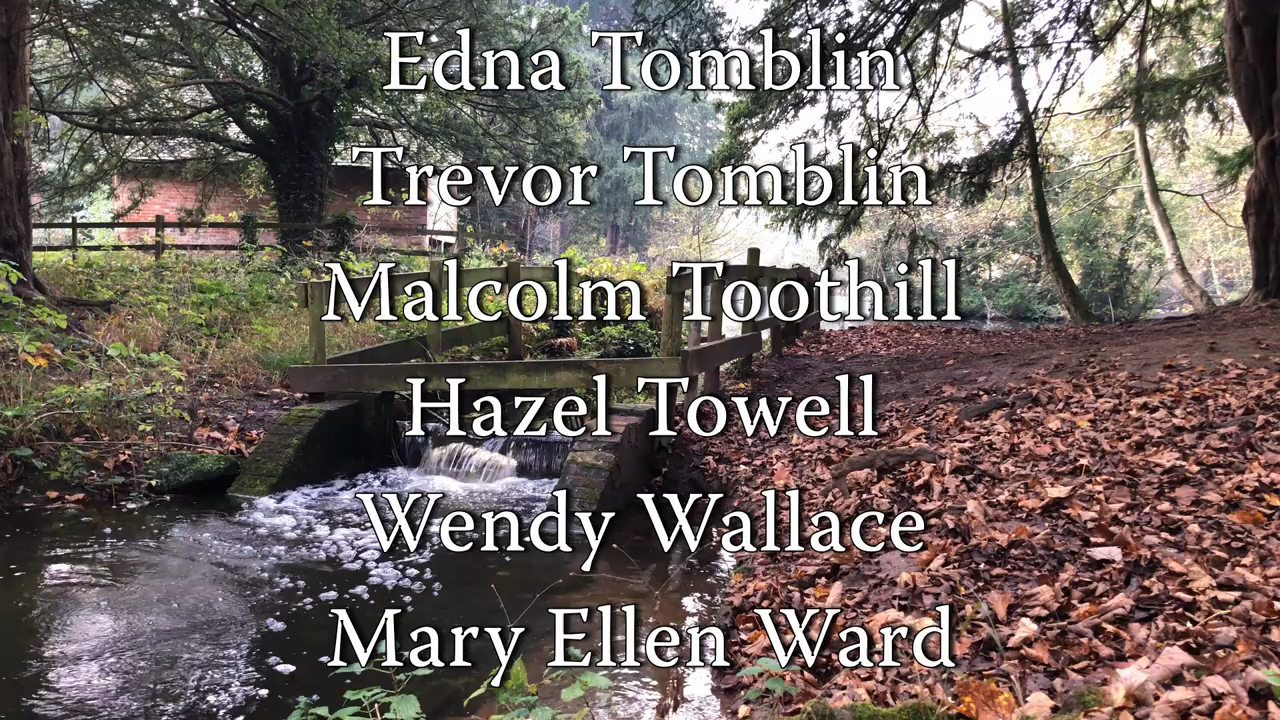 Edna Tomblin
Trevor Tomblin
Malcolm Toothill
Hazel Towell
Wendy Wallace
Mary Ellen Ward